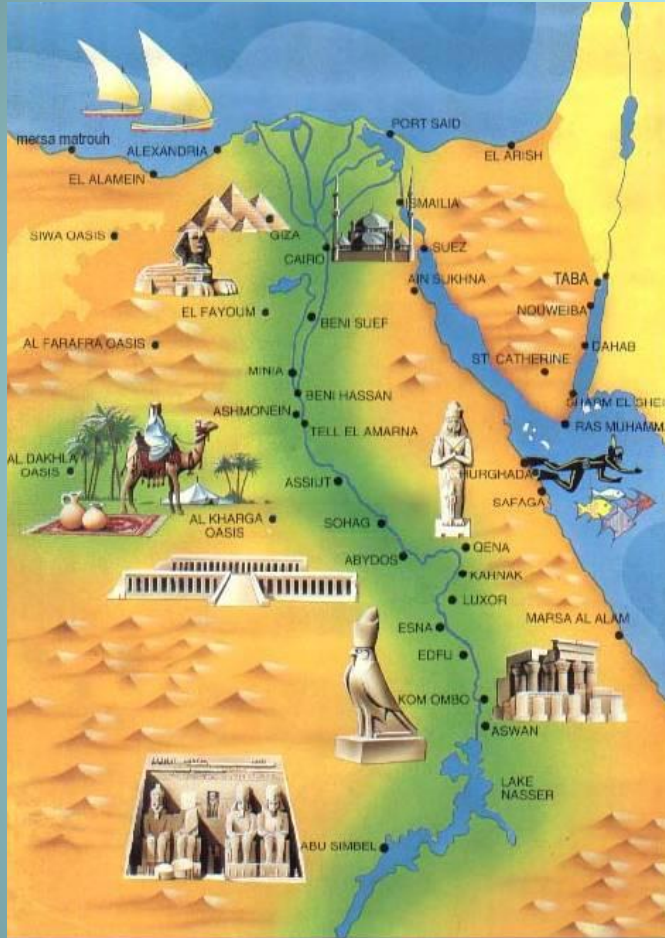 PORT SAID
mersa matrouh
ALEXANDRIA
EL ARISH
EL ALAMEIN
ISMAILIA
SIWA OASIS
GIZA
CAIRO
SUEZ
AIN SUKHNA
TABA
NOUWEIBA
EL FAYOUM
BENI SUEF
AL FARAFRA OASIS
DAHAB
ST. CATHERINE
MINIA
BENI HASSAN
SHARM EL SHEI
ASHMONEIN
TELL EL AMARNA
RAS MUHAMM
AL DAKHLA
OASIS
HURGHADA
ASSIUT
SAFAGA
AL KHARGA
OASIS
SOHAG
QENA
ABYDOS
KAHNAK
LUXOR
MARSA AL ALAM
ESNA
EDFU
KOM OMBO
ASWAN
LAKE
NASSER
ABU SIMBEL